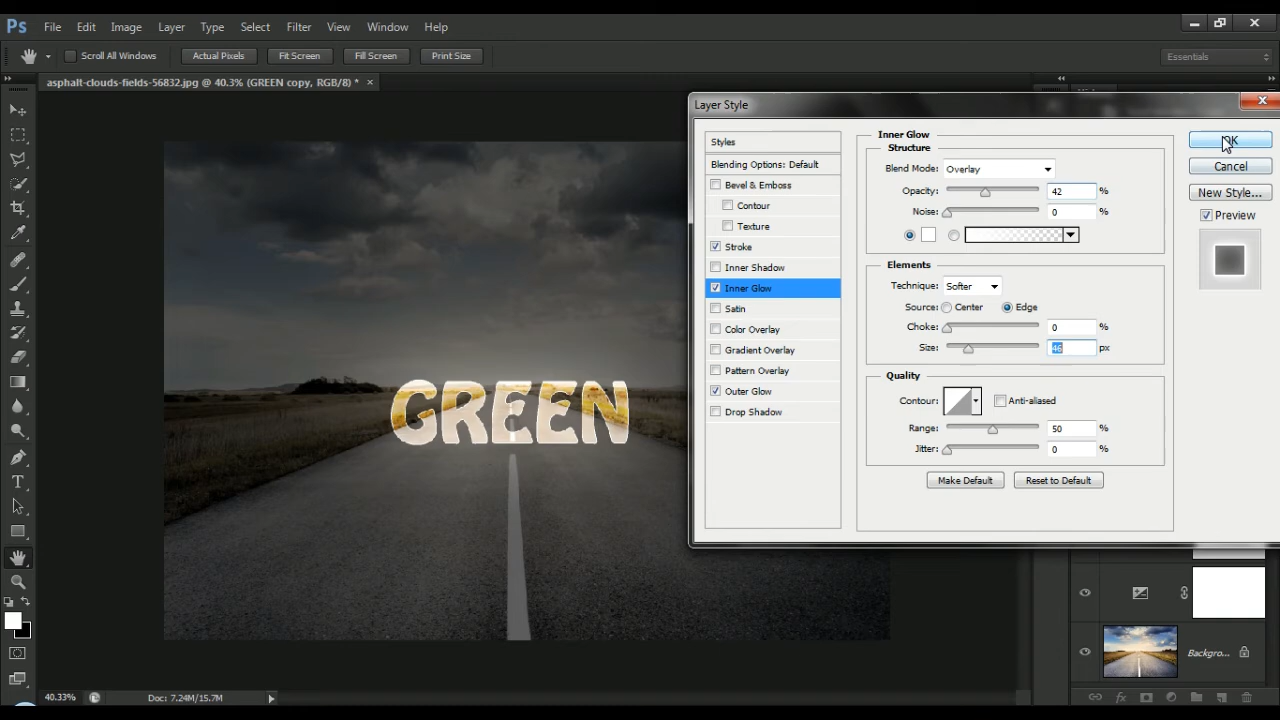 Ps File Edit Image Layer Type Select Filter View Window Help
Scroll All Windows Actual Pixels Fit Screen Fill Screen Print Size Essentials
asphalt-clouds-fields-56832.jpg @ 40.3% (GREEN copy, RGB/8) * ×
Layer Style
Styles
Blending Options: Default
Bevel & Emboss
Contour
Texture
Stroke
Inner Shadow
Inner Glow
Satin
Color Overlay
Gradient Overlay
Pattern Overlay
Outer Glow
Drop Shadow
Inner Glow
Structure
Blend Mode: Overlay
Opacity: 42 %
Noise: 0 %
Elements
Technique: Softer
Source: Center Edge
Choke: 0 %
Size: 46 px
Quality
Contour: Anti-aliased
Range: 50 %
Jitter: 0 %
Make Default Reset to Default
OK
Cancel
New Style...
Preview
GREEN
Backgro...
40.33% Doc: 7.24M/15.7M